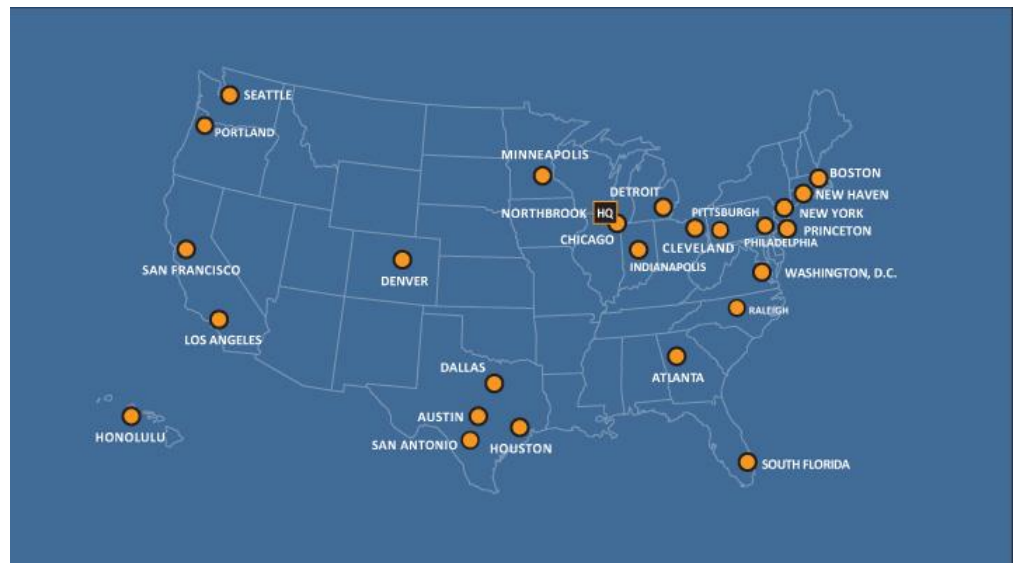 SEATTLE
PORTLAND
MINNEAPOLIS
BOSTON
DETROIT
NEW HAVEN
NORTHBROOK HQ
PITTSBURGH
NEW YORK
CHICAGO
CLEVELAND
PHILADELPHIA
PRINCETON
SAN FRANCISCO
DENVER
INDIANAPOLIS
WASHINGTON, D.C.
RALEIGH
LOS ANGELES
DALLAS
ATLANTA
HONOLULU
AUSTIN
SAN ANTONIO
HOUSTON
SOUTH FLORIDA